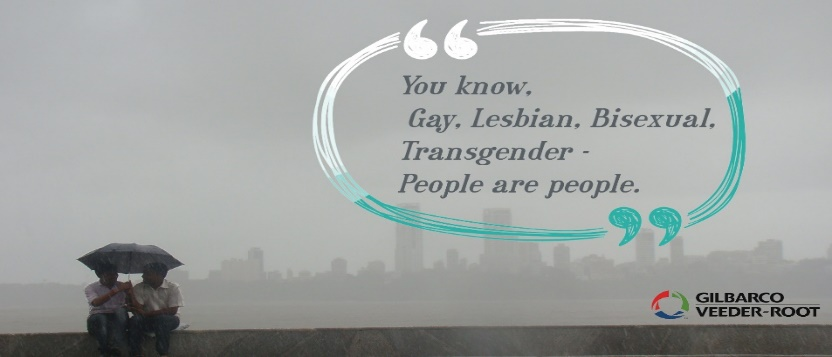 You know,
Gay, Lesbian, Bisexual,
Transgender -
People are people.
GILBARCO
VEEDER-ROOT